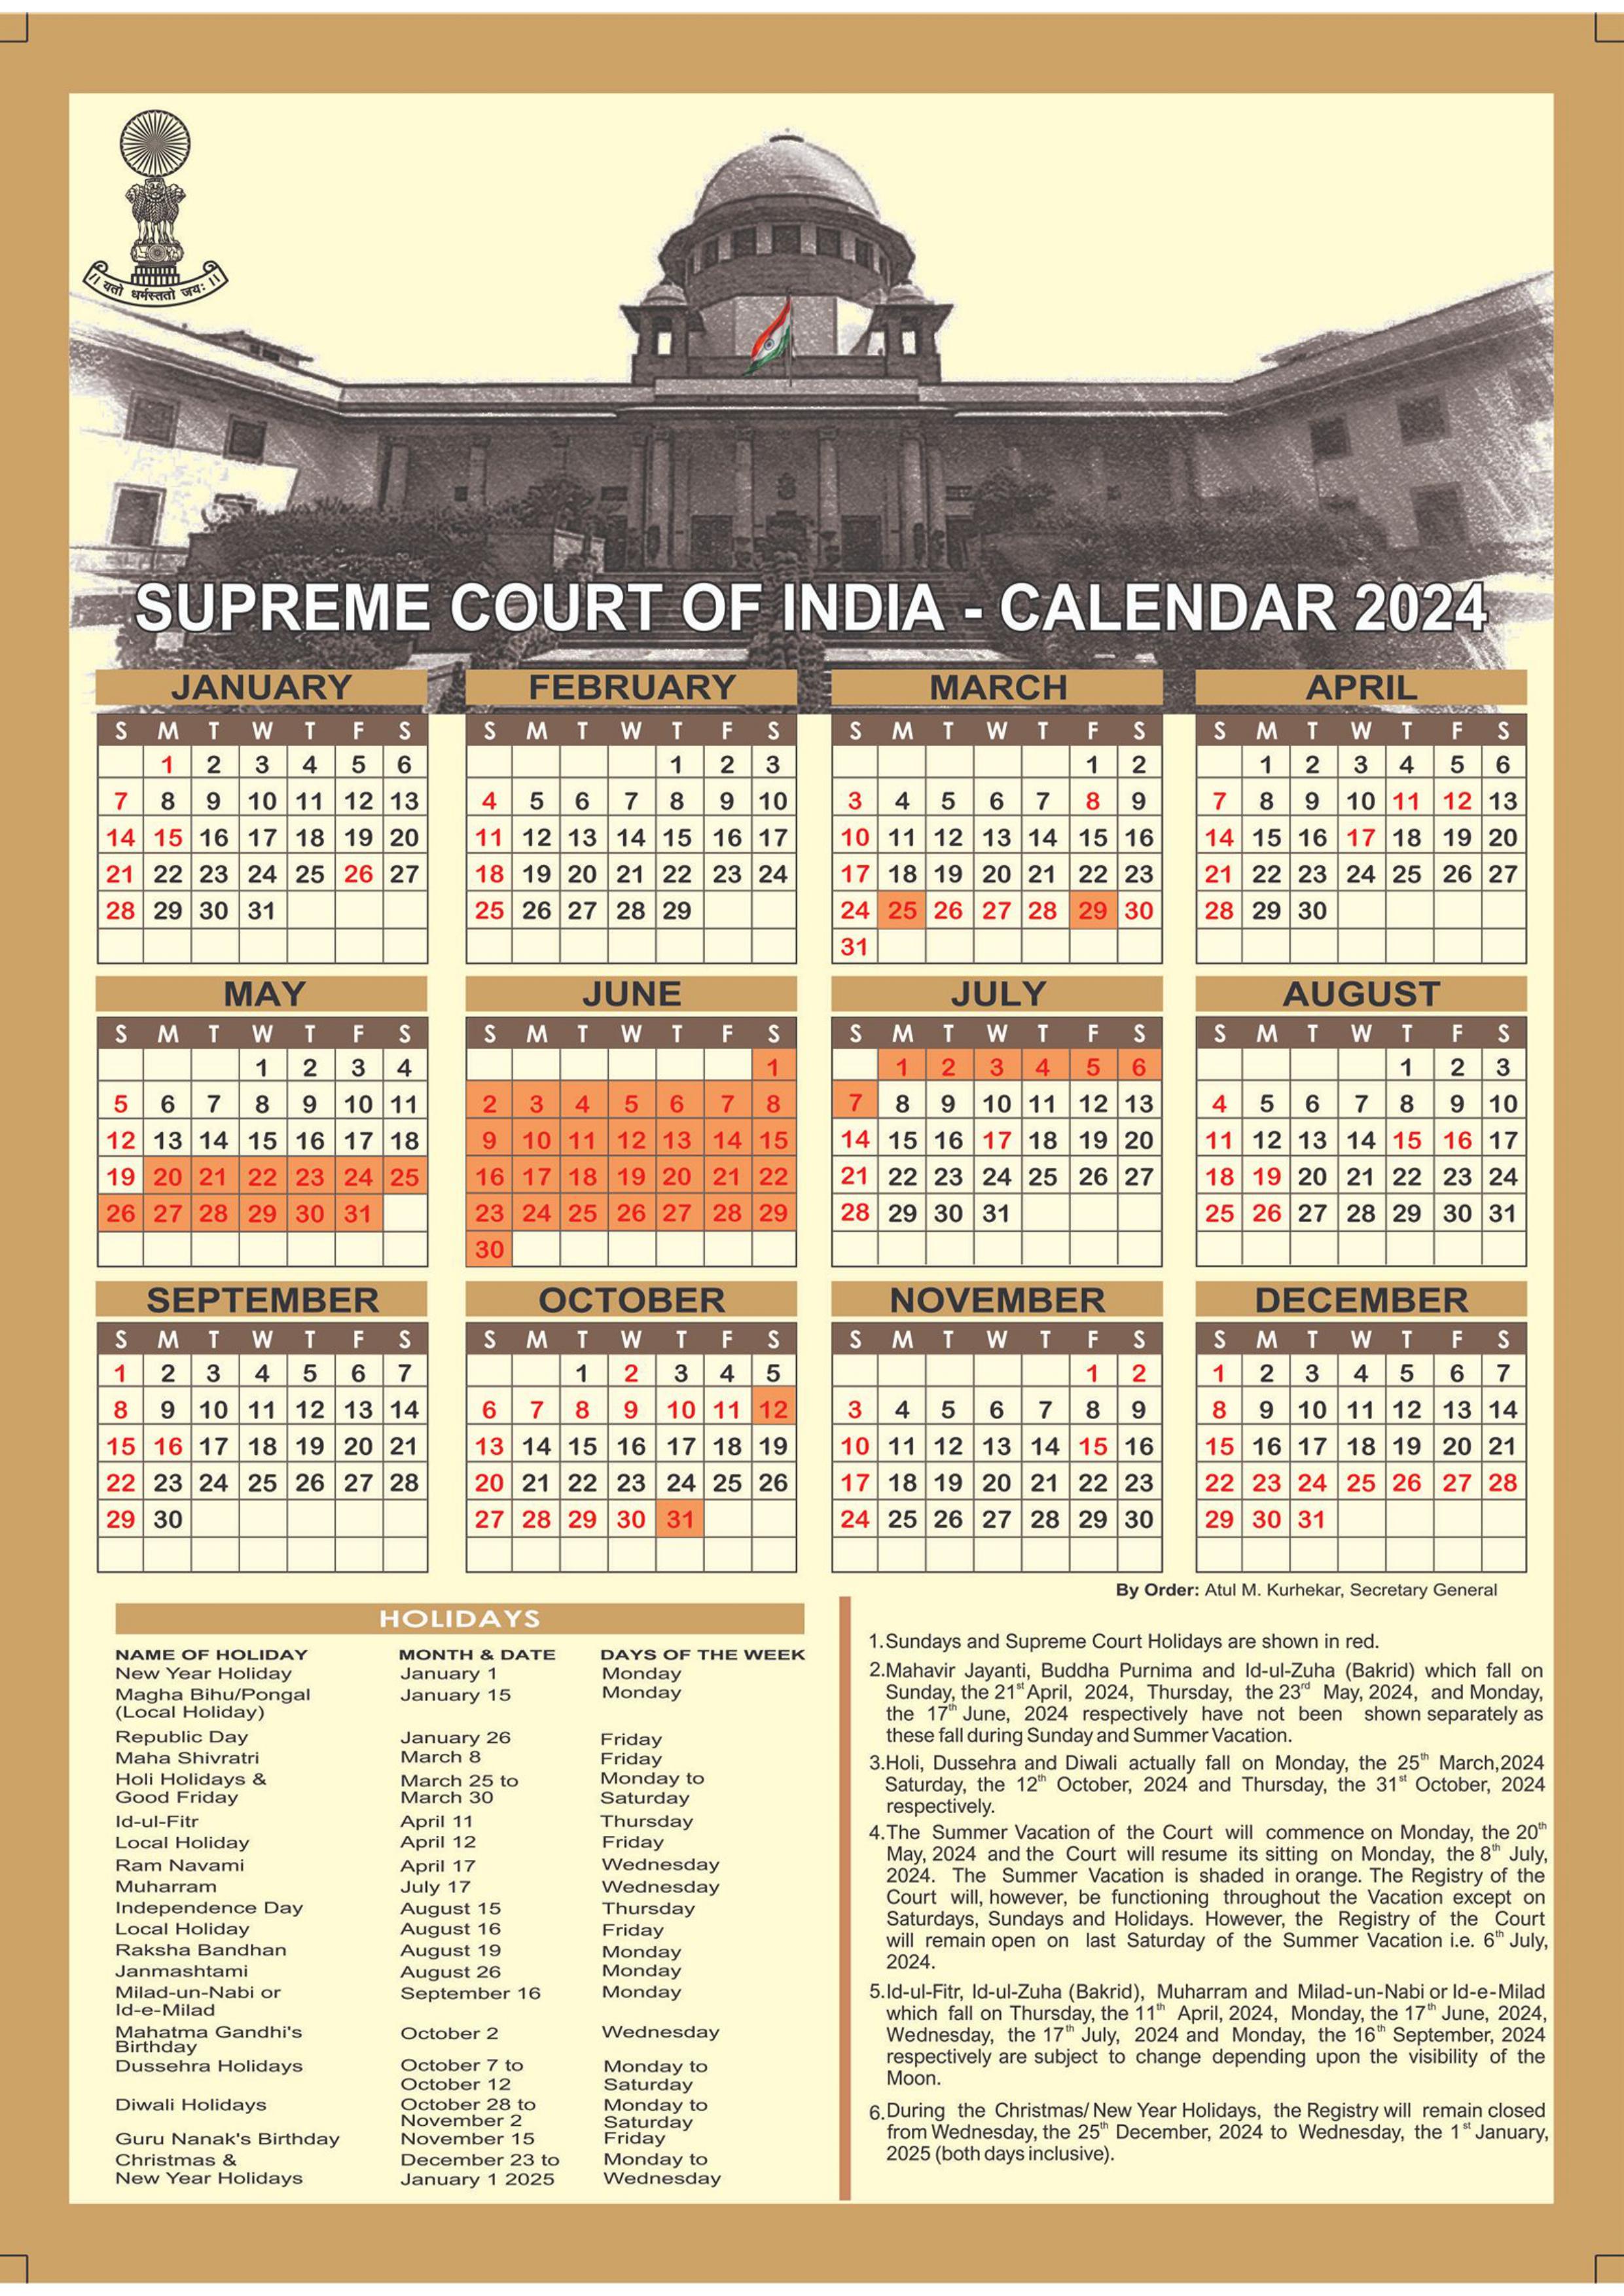 ।। यतो धर्मस्ततो जयः ।।
SUPREME COURT OF INDIA - CALENDAR 2024
JANUARY
S M T W T F S
1 2 3 4 5 6
7 8 9 10 11 12 13
14 15 16 17 18 19 20
21 22 23 24 25 26 27
28 29 30 31
FEBRUARY
S M T W T F S
1 2 3
4 5 6 7 8 9 10
11 12 13 14 15 16 17
18 19 20 21 22 23 24
25 26 27 28 29
MARCH
S M T W T F S
1 2
3 4 5 6 7 8 9
10 11 12 13 14 15 16
17 18 19 20 21 22 23
24 25 26 27 28 29 30
31
APRIL
S M T W T F S
1 2 3 4 5 6
7 8 9 10 11 12 13
14 15 16 17 18 19 20
21 22 23 24 25 26 27
28 29 30
MAY
S M T W T F S
1 2 3 4
5 6 7 8 9 10 11
12 13 14 15 16 17 18
19 20 21 22 23 24 25
26 27 28 29 30 31
JUNE
S M T W T F S
1
2 3 4 5 6 7 8
9 10 11 12 13 14 15
16 17 18 19 20 21 22
23 24 25 26 27 28 29
30
JULY
S M T W T F S
1 2 3 4 5 6
7 8 9 10 11 12 13
14 15 16 17 18 19 20
21 22 23 24 25 26 27
28 29 30 31
AUGUST
S M T W T F S
1 2 3
4 5 6 7 8 9 10
11 12 13 14 15 16 17
18 19 20 21 22 23 24
25 26 27 28 29 30 31
SEPTEMBER
S M T W T F S
1 2 3 4 5 6 7
8 9 10 11 12 13 14
15 16 17 18 19 20 21
22 23 24 25 26 27 28
29 30
OCTOBER
S M T W T F S
1 2 3 4 5
6 7 8 9 10 11 12
13 14 15 16 17 18 19
20 21 22 23 24 25 26
27 28 29 30 31
NOVEMBER
S M T W T F S
1 2
3 4 5 6 7 8 9
10 11 12 13 14 15 16
17 18 19 20 21 22 23
24 25 26 27 28 29 30
DECEMBER
S M T W T F S
1 2 3 4 5 6 7
8 9 10 11 12 13 14
15 16 17 18 19 20 21
22 23 24 25 26 27 28
29 30 31
By Order: Atul M. Kurhekar, Secretary General
HOLIDAYS
NAME OF HOLIDAY MONTH & DATE DAYS OF THE WEEK
New Year Holiday January 1 Monday
Magha Bihu/Pongal January 15 Monday
(Local Holiday)
Republic Day January 26 Friday
Maha Shivratri March 8 Friday
Holi Holidays & March 25 to Monday to
Good Friday March 30 Saturday
Id-ul-Fitr April 11 Thursday
Local Holiday April 12 Friday
Ram Navami April 17 Wednesday
Muharram July 17 Wednesday
Independence Day August 15 Thursday
Local Holiday August 16 Friday
Raksha Bandhan August 19 Monday
Janmashtami August 26 Monday
Milad-un-Nabi or September 16 Monday
Id-e-Milad
Mahatma Gandhi's October 2 Wednesday
Birthday
Dussehra Holidays October 7 to Monday to
October 12 Saturday
Diwali Holidays October 28 to Monday to
November 2 Saturday
Guru Nanak's Birthday November 15 Friday
Christmas & December 23 to Monday to
New Year Holidays January 1 2025 Wednesday
1.Sundays and Supreme Court Holidays are shown in red.
2.Mahavir Jayanti, Buddha Purnima and Id-ul-Zuha (Bakrid) which fall on
Sunday, the 21st April, 2024, Thursday, the 23rd May, 2024, and Monday,
the 17th June, 2024 respectively have not been shown separately as
these fall during Sunday and Summer Vacation.
3.Holi, Dussehra and Diwali actually fall on Monday, the 25th March,2024
Saturday, the 12th October, 2024 and Thursday, the 31st October, 2024
respectively.
4.The Summer Vacation of the Court will commence on Monday, the 20th
May, 2024 and the Court will resume its sitting on Monday, the 8th July,
2024. The Summer Vacation is shaded in orange. The Registry of the
Court will, however, be functioning throughout the Vacation except on
Saturdays, Sundays and Holidays. However, the Registry of the Court
will remain open on last Saturday of the Summer Vacation i.e. 6th July,
2024.
5.Id-ul-Fitr, Id-ul-Zuha (Bakrid), Muharram and Milad-un-Nabi or Id-e-Milad
which fall on Thursday, the 11th April, 2024, Monday, the 17th June, 2024,
Wednesday, the 17th July, 2024 and Monday, the 16th September, 2024
respectively are subject to change depending upon the visibility of the
Moon.
6.During the Christmas/ New Year Holidays, the Registry will remain closed
from Wednesday, the 25th December, 2024 to Wednesday, the 1st January,
2025 (both days inclusive).